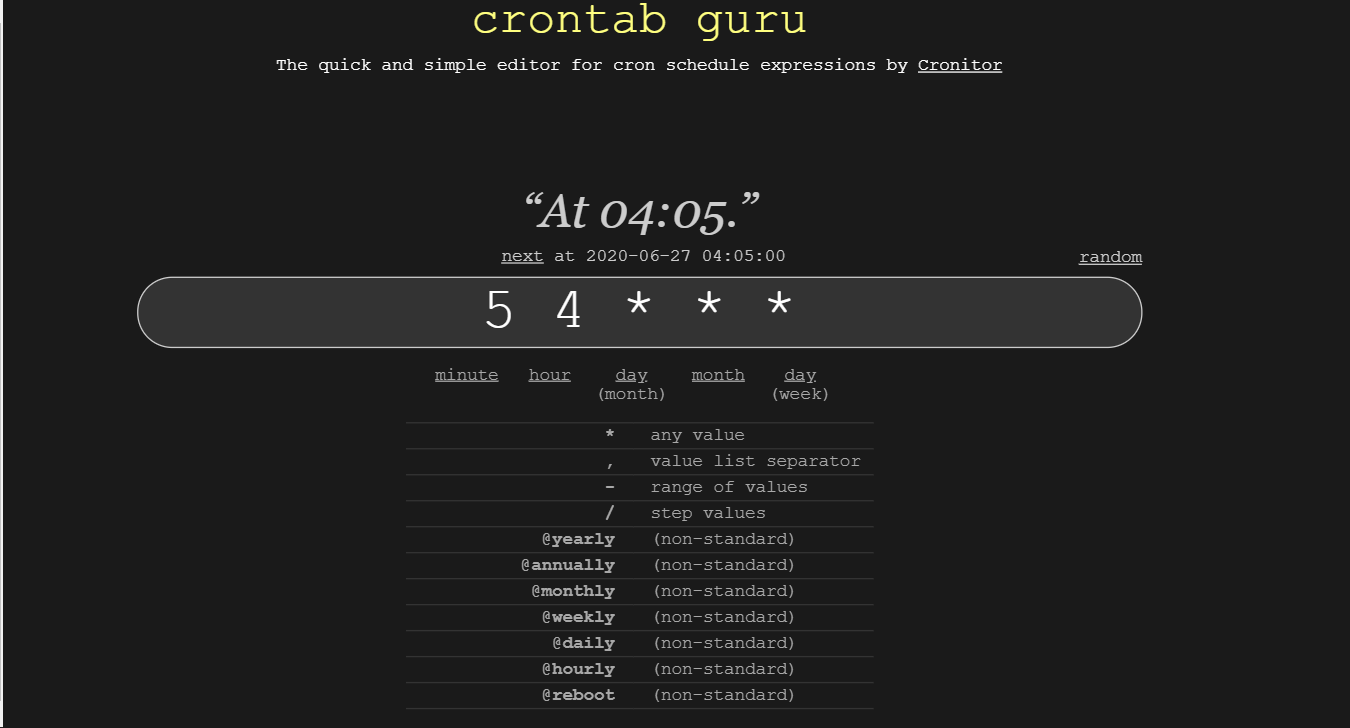 crontab guru
The quick and simple editor for cron schedule expressions by Cronitor
“At 04:05.”
next at 2020-06-27 04:05:00 random
5 4 * * *
minute hour day month day
(month) (week)
* any value
, value list separator
- range of values
/ step values
@yearly (non-standard)
@annually (non-standard)
@monthly (non-standard)
@weekly (non-standard)
@daily (non-standard)
@hourly (non-standard)
@reboot (non-standard)